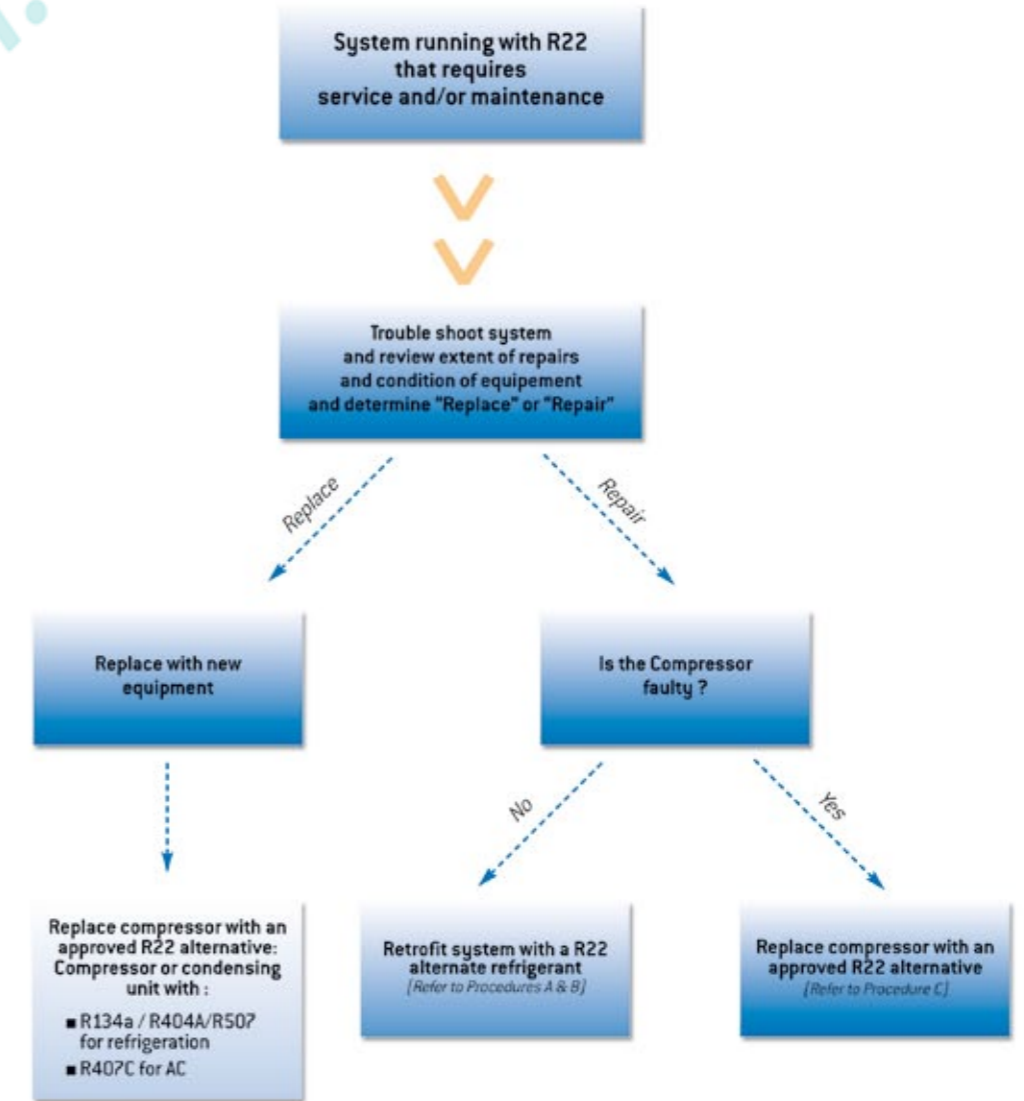 System running with R22
that requires
service and/or maintenance
Trouble shoot system
and review extent of repairs
and condition of equipement
and determine "Replace" or "Repair"
Replace
Repair
Replace with new
equipment
Is the Compressor
faulty ?
No
Yes
Replace compressor with an
approved R22 alternative:
Compressor or condensing
unit with :
■ R134a / R404A/R507
for refrigeration
■ R407C for AC
Retrofit system with a R22
alternate refrigerant
[Refer to Procedures A & B]
Replace compressor with an
approved R22 alternative
[Refer to Procedure C]